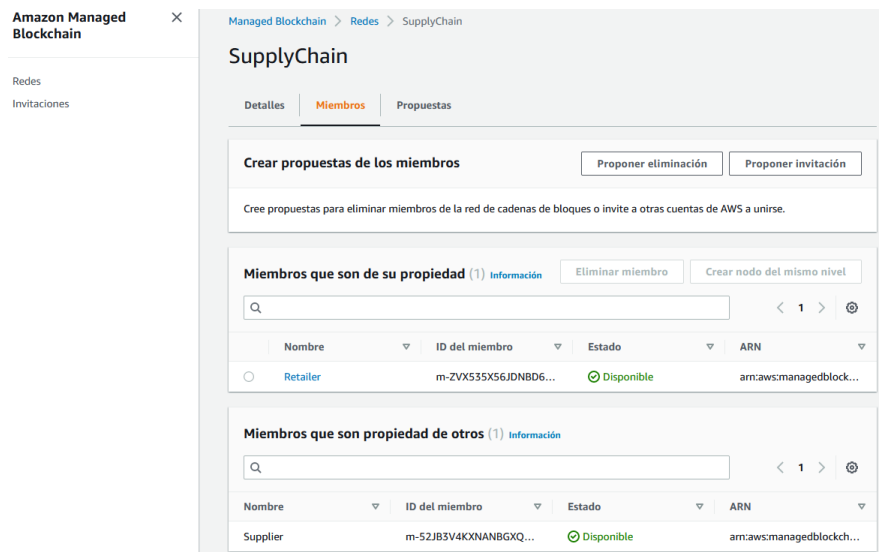 Amazon Managed
Blockchain
Redes
Invitaciones
Managed Blockchain > Redes > SupplyChain
SupplyChain
Detalles Miembros Propuestas
Crear propuestas de los miembros Proponer eliminación Proponer invitación
Cree propuestas para eliminar miembros de la red de cadenas de bloques o invite a otras cuentas de AWS a unirse.
Miembros que son de su propiedad (1) Información Eliminar miembro Crear nodo del mismo nivel
1
Nombre ID del miembro Estado ARN
Retailer m-ZVX535X56JDNBD6... Disponible arn:aws:managedblock...
Miembros que son propiedad de otros (1) Información
1
Nombre ID del miembro Estado ARN
Supplier m-52JB3V4KXNANBGXQ... Disponible arn:aws:managedblockch...